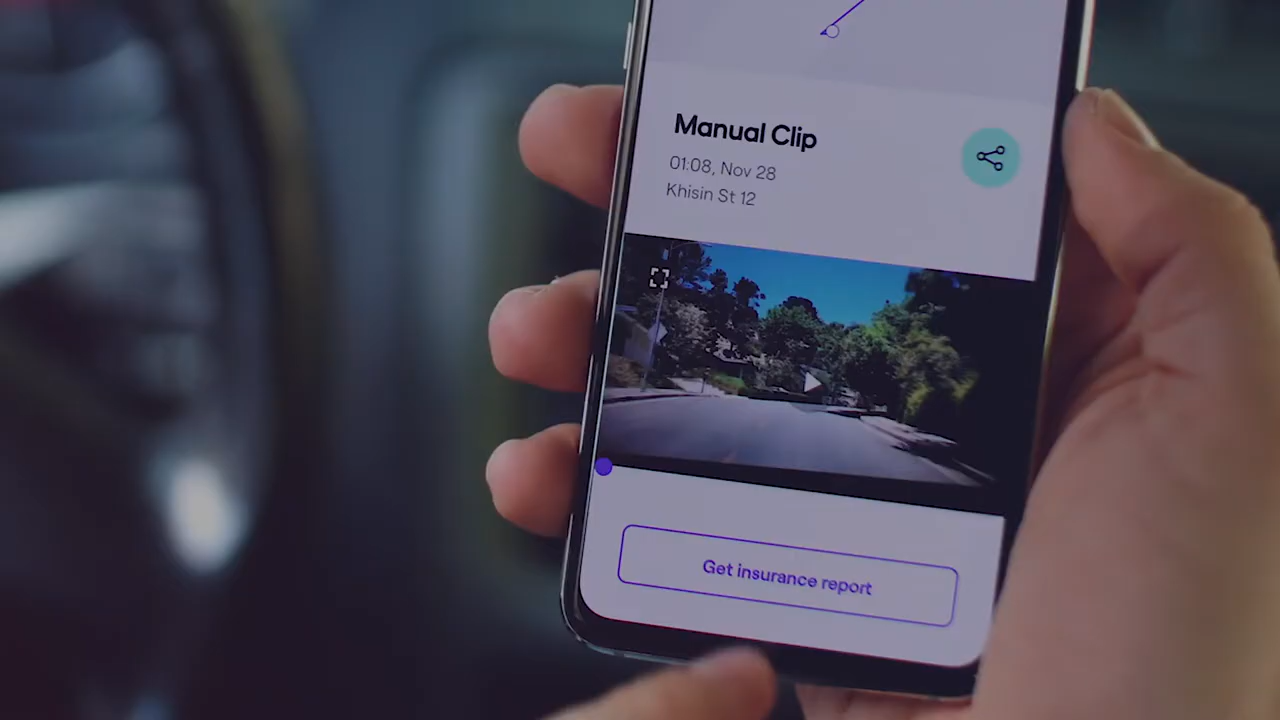 Manual Clip
01:08, Nov 28
Khisin St 12
Get insurance report